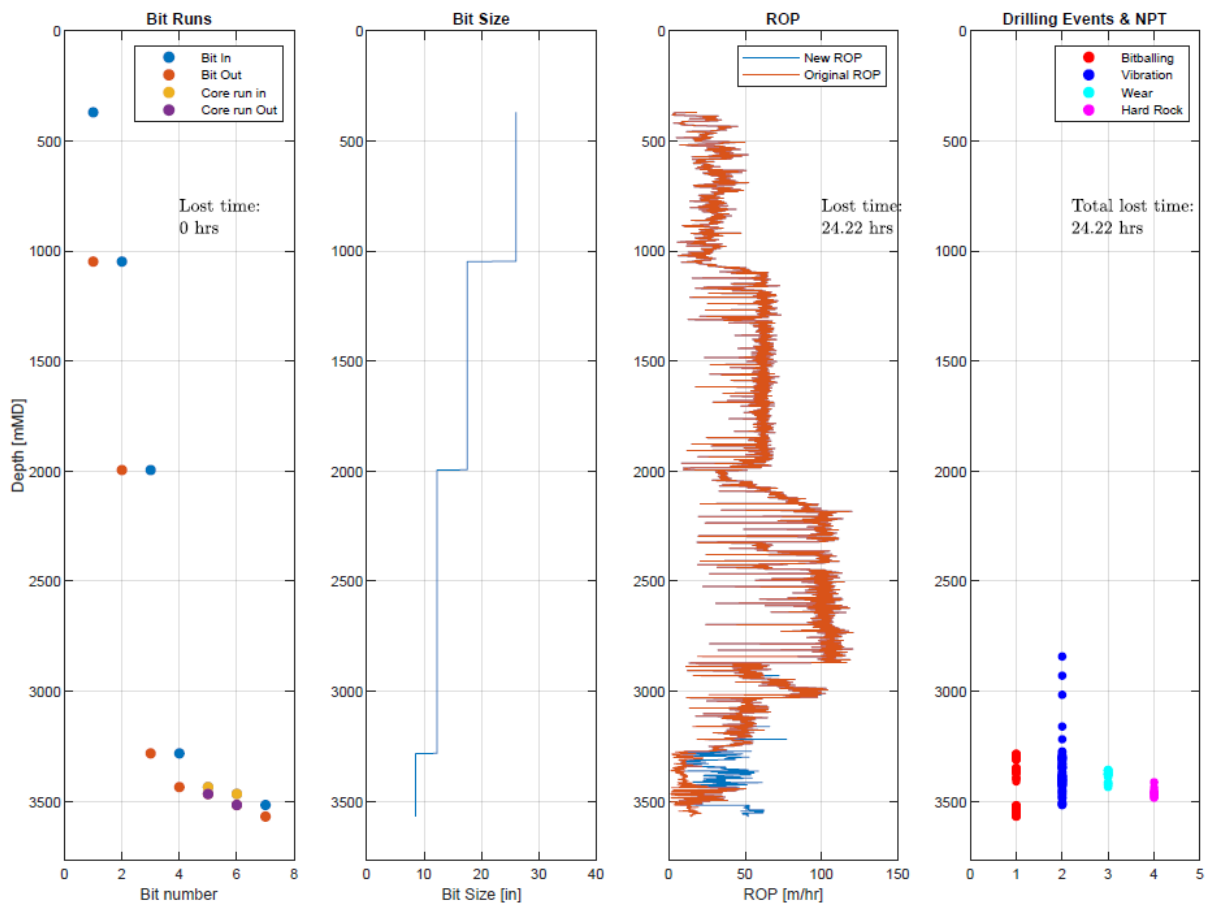 Bit Runs
Bit Size
ROP
Drilling Events & NPT
Bit In
Bit Out
Core run in
Core run Out
New ROP
Original ROP
Bitballing
Vibration
Wear
Hard Rock
Lost time:
0 hrs
Lost time:
24.22 hrs
Total lost time:
24.22 hrs
Depth [mMD]
0
500
1000
1500
2000
2500
3000
3500
0
500
1000
1500
2000
2500
3000
3500
0
500
1000
1500
2000
2500
3000
3500
0
500
1000
1500
2000
2500
3000
3500
0 2 4 6 8
0 10 20 30 40
0 50 100 150
0 1 2 3 4 5
Bit number
Bit Size [in]
ROP [m/hr]